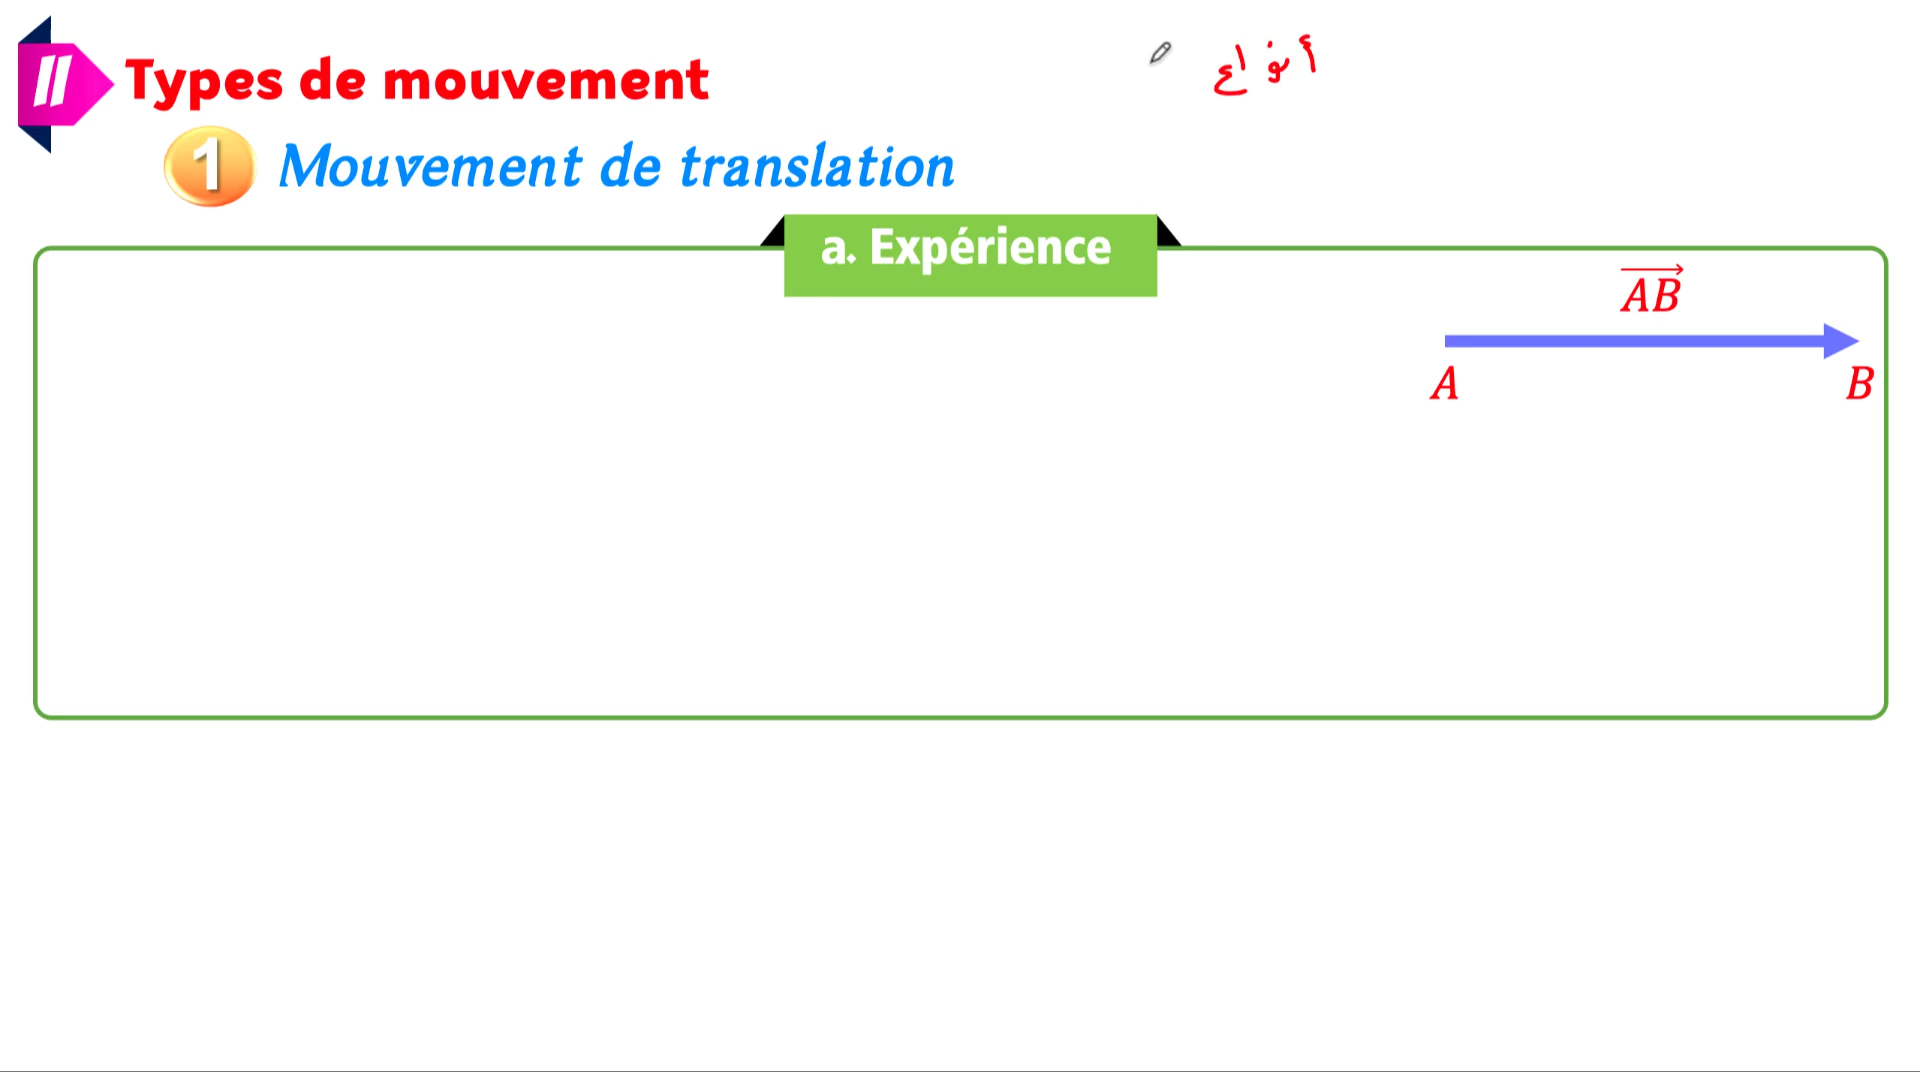 II Types de mouvement
أنواع
1 Mouvement de translation
a. Expérience
AB
A B